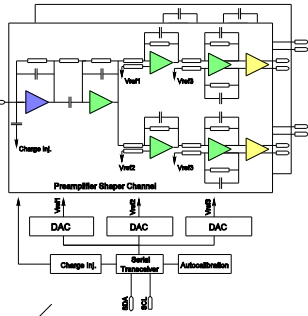 Vref1
Vref3
Charge Inj.
Vref2
Vref3
Preamplifier Shaper Channel
Vref1
Vref2
Vref3
DAC
DAC
DAC
Charge Inj.
Serial
Transceiver
Autocalibration
SDA
SCL